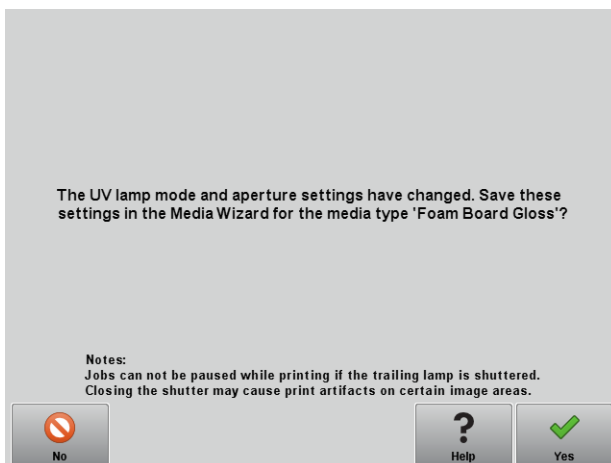 The UV lamp mode and aperture settings have changed. Save these
settings in the Media Wizard for the media type 'Foam Board Gloss'?
Notes:
Jobs can not be paused while printing if the trailing lamp is shuttered.
Closing the shutter may cause print artifacts on certain image areas.
No
?
Help
Yes